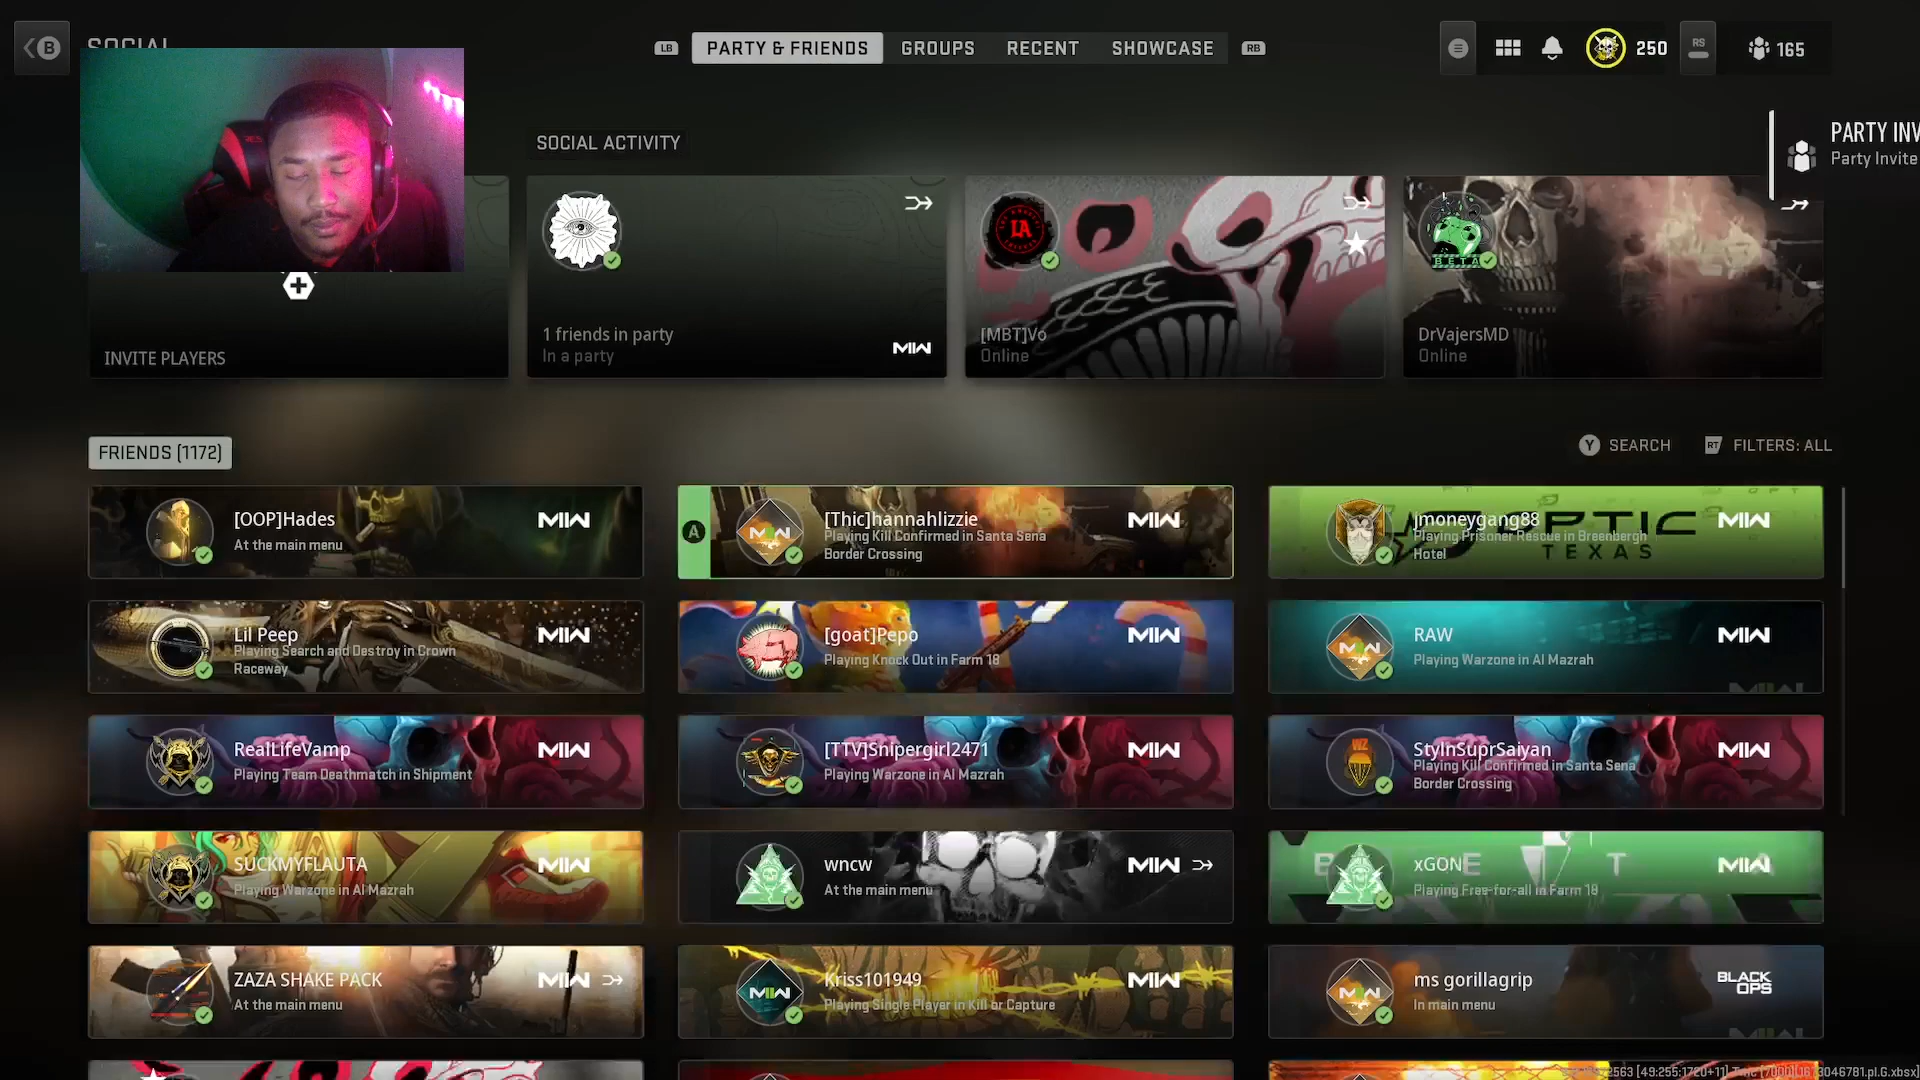 B
SOCIAL
LB
PARTY & FRIENDS
GROUPS
RECENT
SHOWCASE
RB
250
RS
165
PARTY INV
Party Invite
SOCIAL ACTIVITY
INVITE PLAYERS
1 friends in party
In a party
MW
[MBT]Vo
Online
BETA
DrVajersMD
Online
FRIENDS (1172)
Y SEARCH
RT FILTERS: ALL
[OOP]Hades
At the main menu
MW
A
[Thic]hannahlizzie
Playing Kill Confirmed in Santa Sena
Border Crossing
MW
jmoneygang88
Playing Prisoner Rescue in Breenbergh
Hotel
OPTIC
TEXAS
MW
Lil Peep
Playing Search and Destroy in Crown
Raceway
MW
[goat]Pepo
Playing Knock Out in Farm 18
MW
RAW
Playing Warzone in Al Mazrah
MW
RealLifeVamp
Playing Team Deathmatch in Shipment
MW
[TTV]Snipergirl2471
Playing Warzone in Al Mazrah
MW
WZ
StylnSuprSaiyan
Playing Kill Confirmed in Santa Sena
Border Crossing
MW
SUCKMYFLAUTA
Playing Warzone in Al Mazrah
MW
wncw
At the main menu
MW
xGON
Playing Free-for-all in Farm 18
BETA
MW
ZAZA SHAKE PACK
At the main menu
MW
Kriss101949
Playing Single Player in Kill or Capture
MW
ms gorillagrip
In main menu
BLACK
OPS